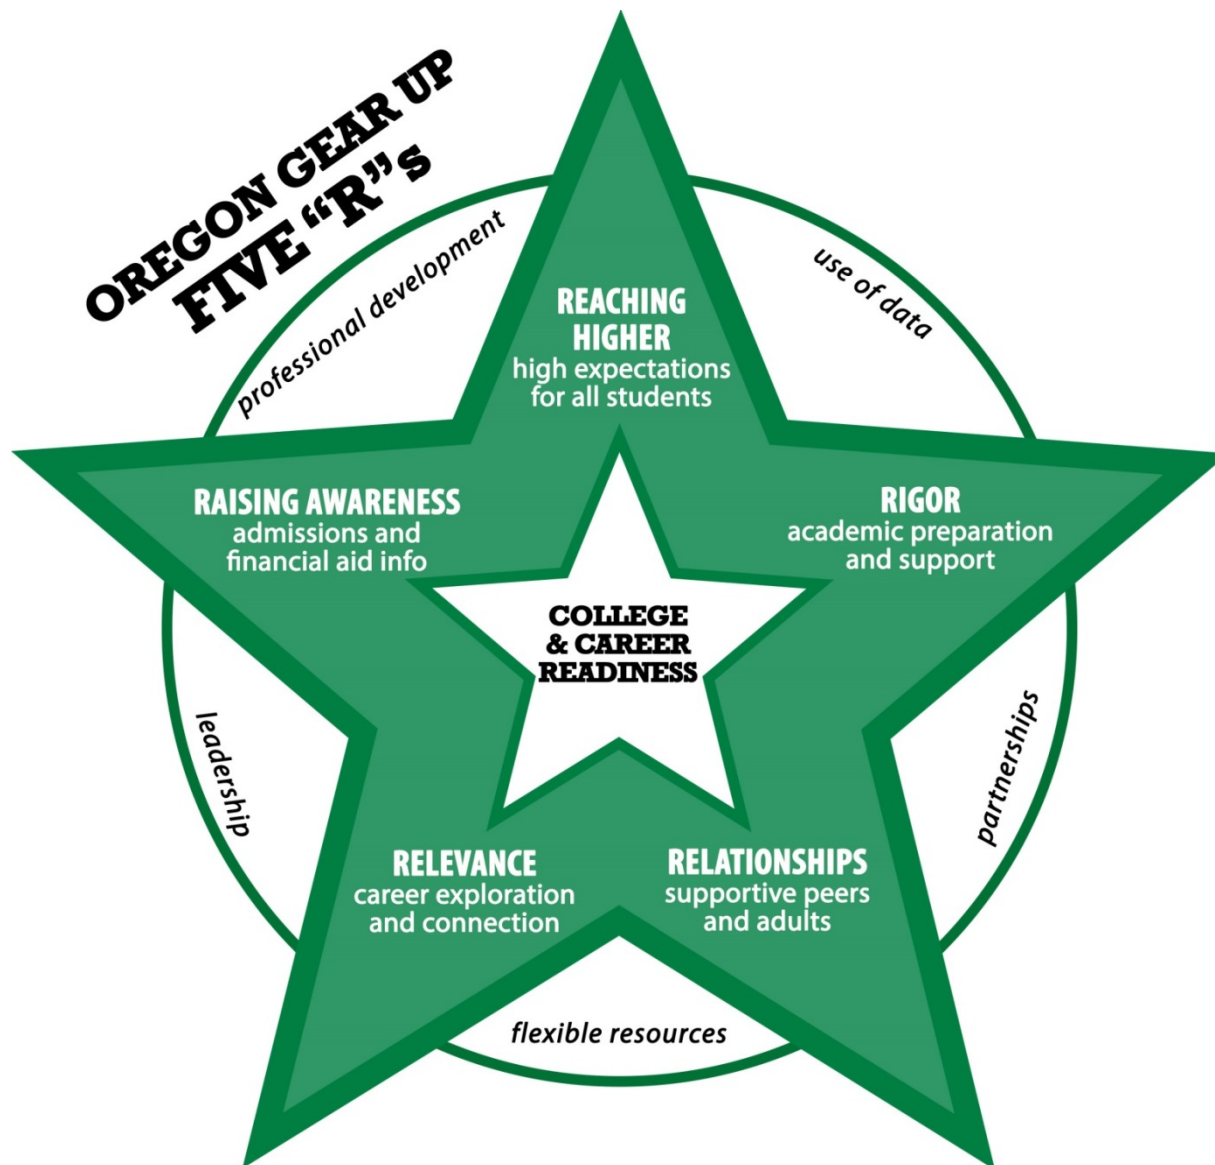 OREGON GEAR UP
FIVE “R”s
professional development
use of data
REACHING
HIGHER
high expectations
for all students
RAISING AWARENESS
admissions and
financial aid info
RIGOR
academic preparation
and support
COLLEGE
& CAREER
READINESS
leadership
partnerships
RELEVANCE
career exploration
and connection
RELATIONSHIPS
supportive peers
and adults
flexible resources